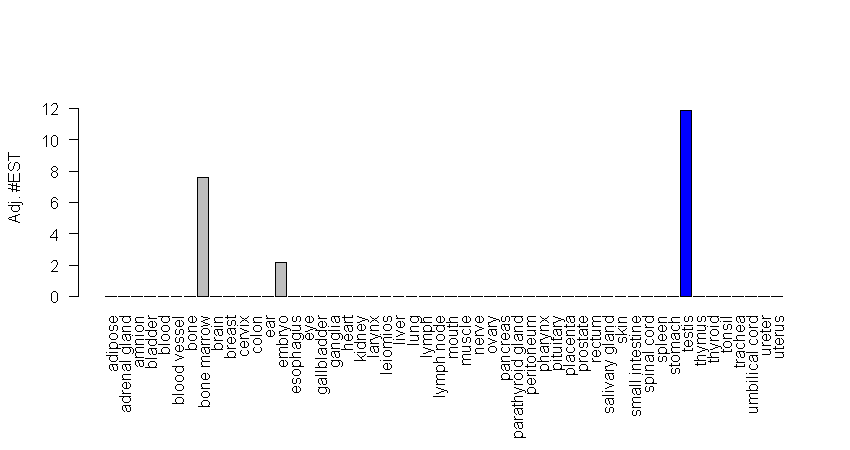 Adj. #EST
12
10
8
6
4
2
0
adipose
adrenal gland
amnion
bladder
blood
blood vessel
bone
bone marrow
brain
breast
cervix
colon
ear
embryo
esophagus
eye
gallbladder
ganglia
heart
kidney
larynx
leiomios
liver
lung
lymph
lymph node
mouth
muscle
nerve
ovary
pancreas
parathyroid gland
peritoneum
pharynx
pituitary
placenta
prostate
rectum
salivary gland
skin
small intestine
spinal cord
spleen
stomach
testis
thymus
thyroid
tonsil
trachea
umbilical cord
ureter
uterus